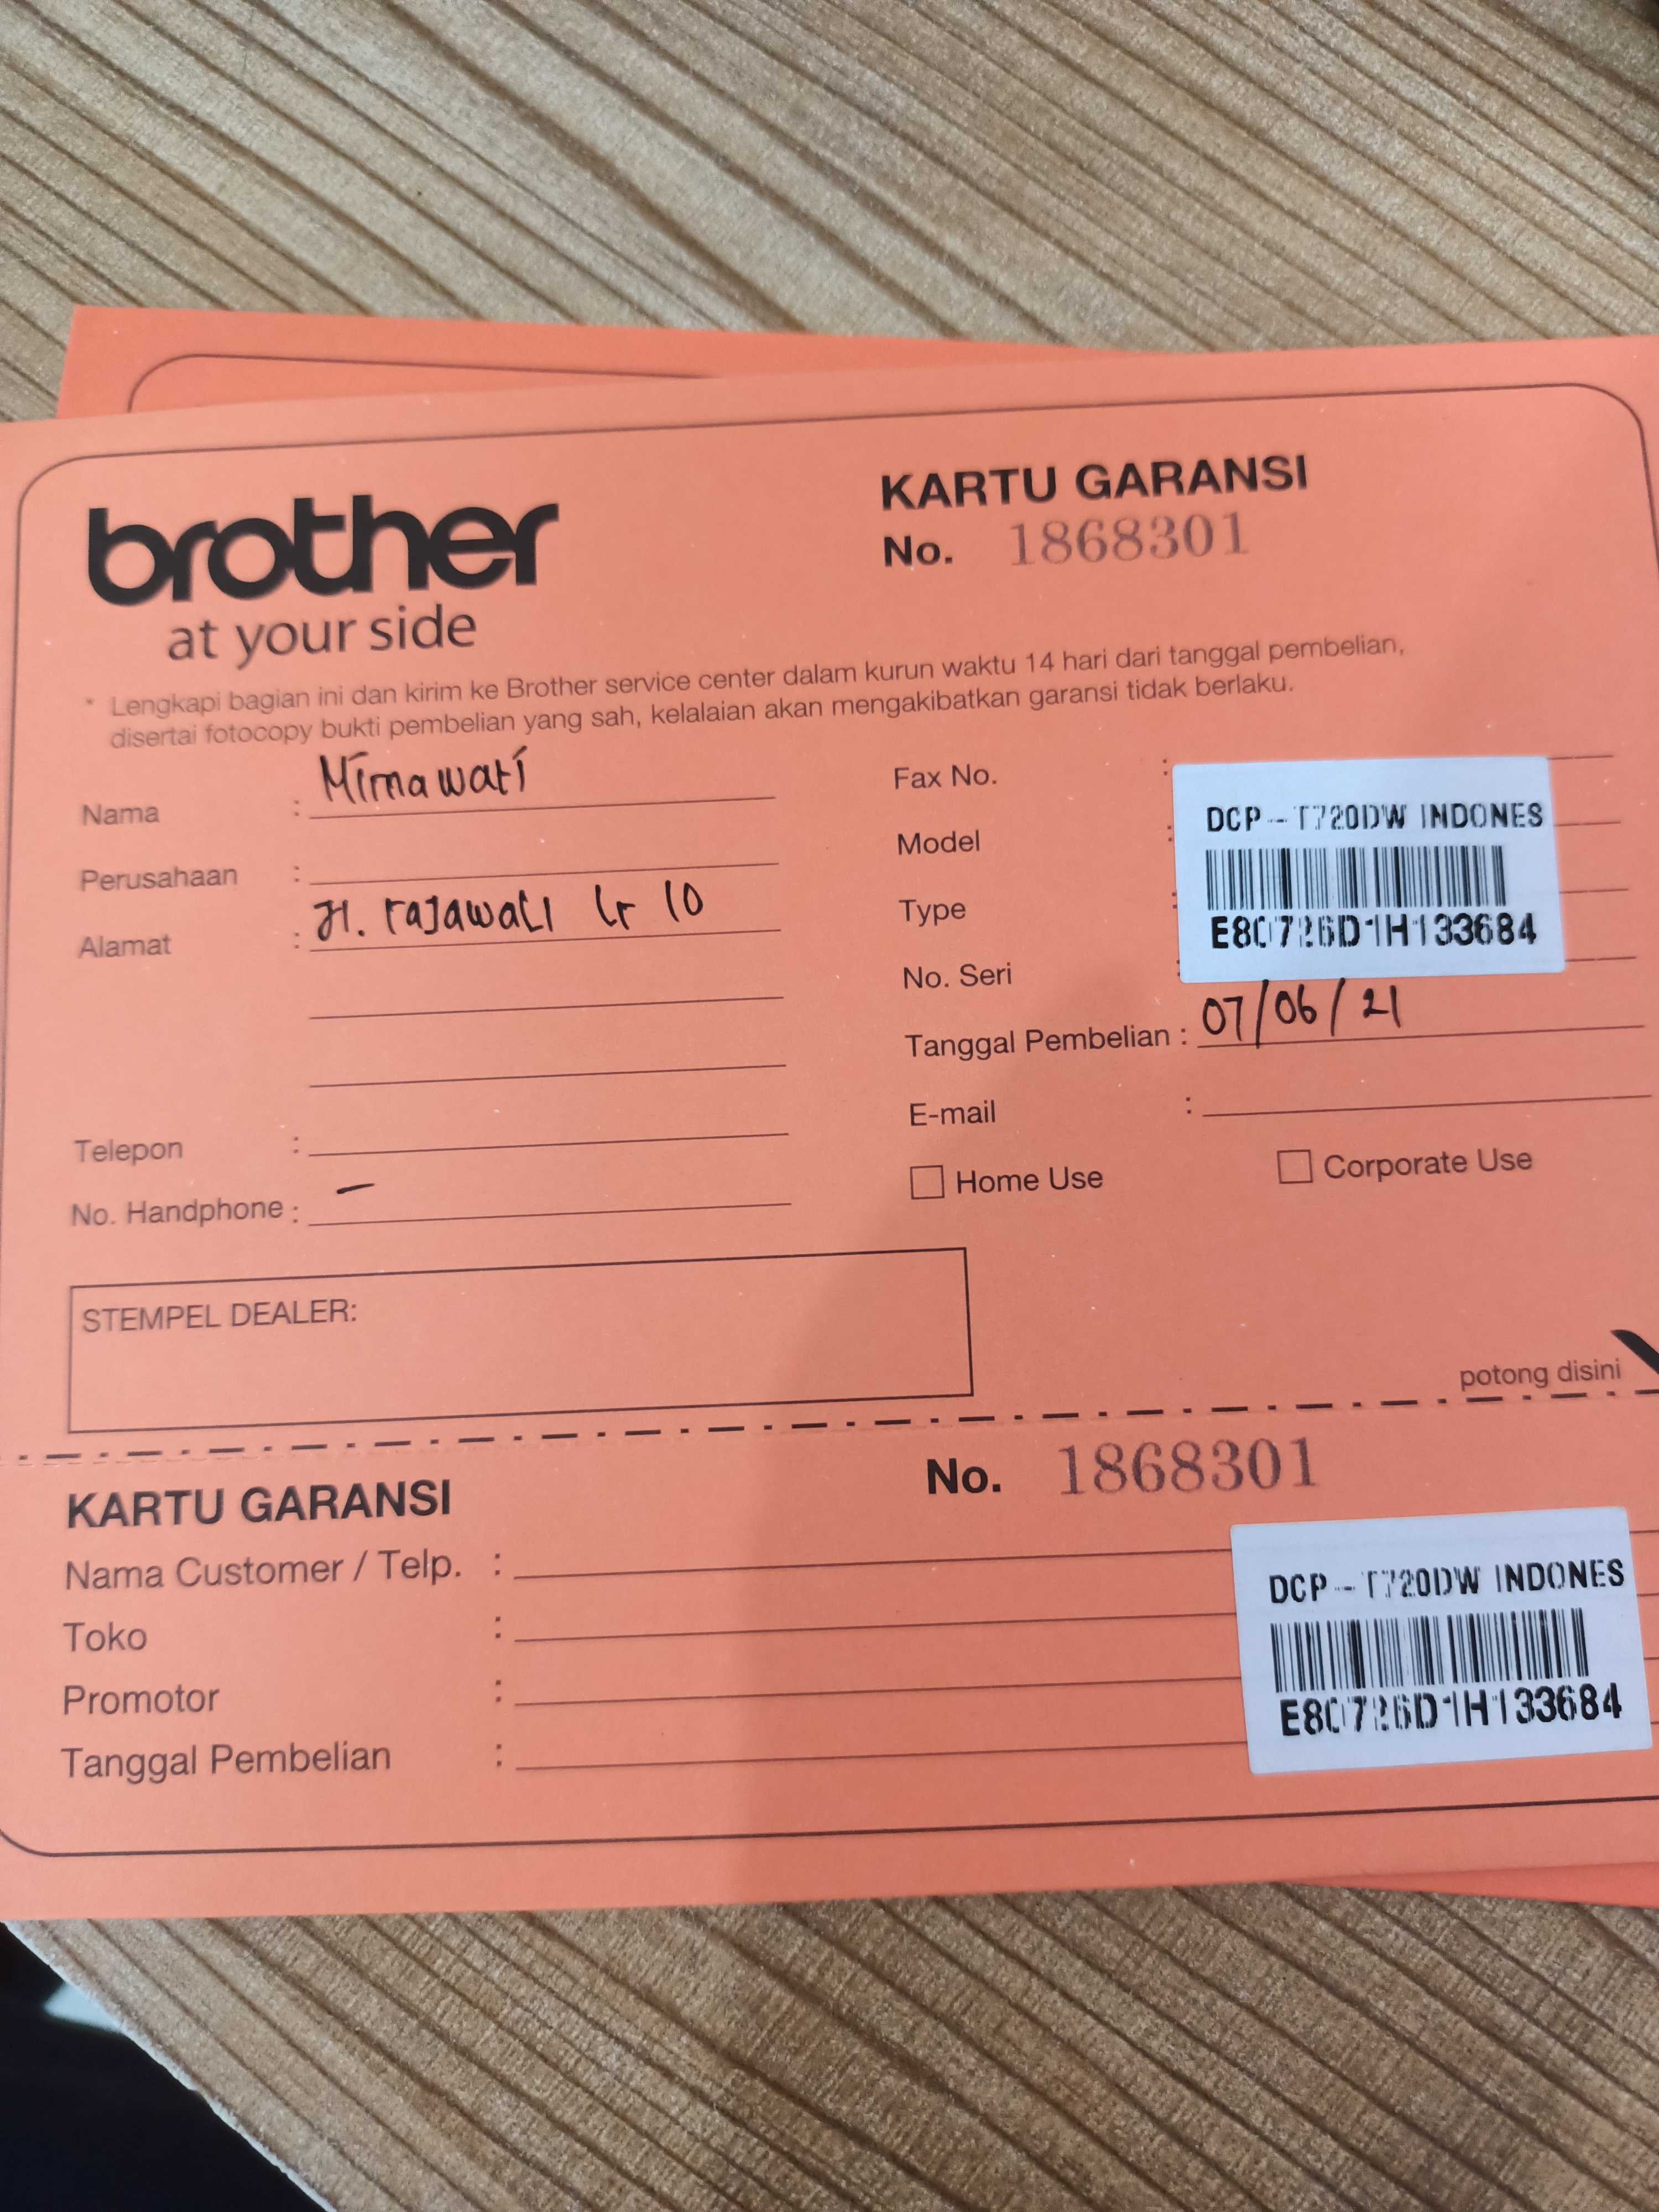 brother
at your side
KARTU GARANSI
No. 1868301
* Lengkapi bagian ini dan kirim ke Brother service center dalam kurun waktu 14 hari dari tanggal pembelian,
disertai fotocopy bukti pembelian yang sah, kelalaian akan mengakibatkan garansi tidak berlaku.
Nama : Mirnawati
Perusahaan :
Alamat : Jl. rajawali lr 10
Telepon :
No. Handphone : -
Fax No. :
Model :
Type :
No. Seri :
DCP-T720DW INDONES
E80726D1H133684
Tanggal Pembelian : 07/06/21
E-mail :
Home Use
Corporate Use
STEMPEL DEALER:
potong disini
KARTU GARANSI
No. 1868301
Nama Customer / Telp. :
Toko :
Promotor :
Tanggal Pembelian :
DCP-T720DW INDONES
E80726D1H133684